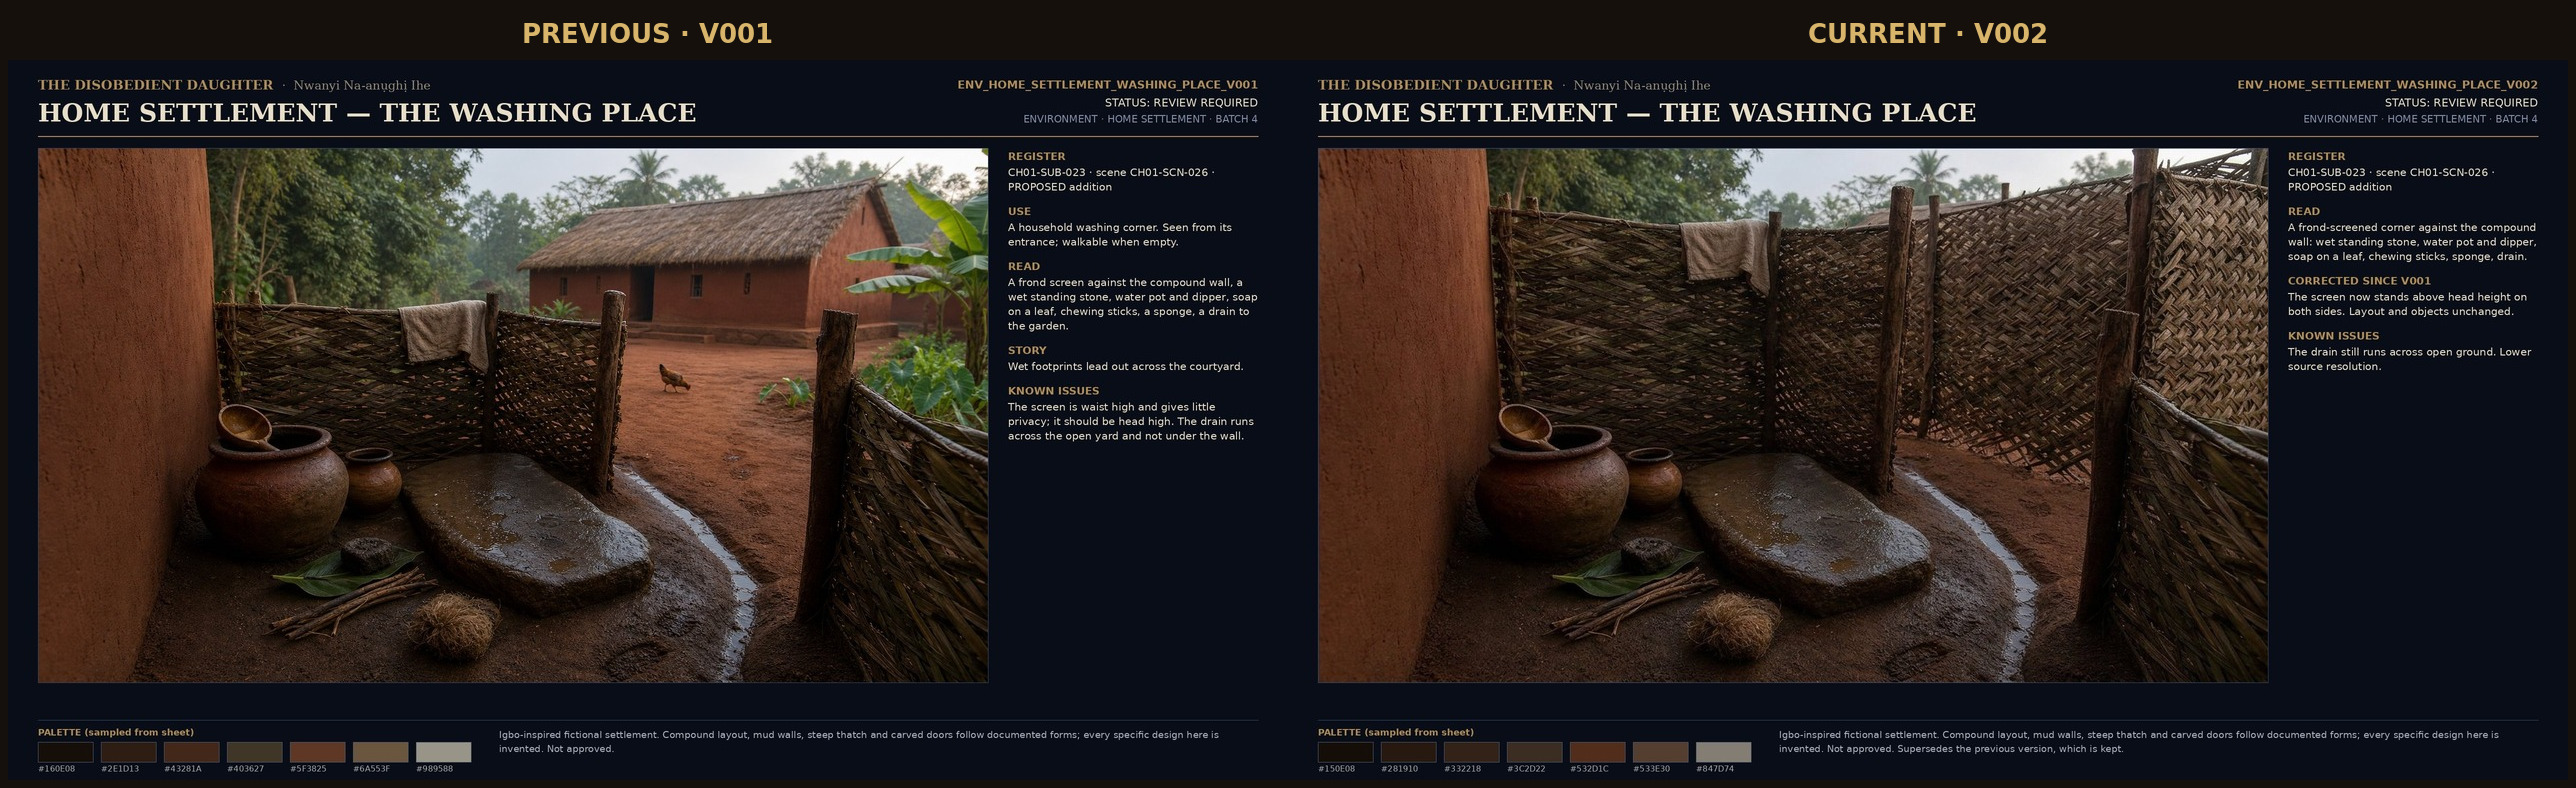 PREVIOUS · V001
THE DISOBEDIENT DAUGHTER · Nwanyi Na-anụghị Ihe
HOME SETTLEMENT — THE WASHING PLACE
ENV_HOME_SETTLEMENT_WASHING_PLACE_V001
STATUS: REVIEW REQUIRED
ENVIRONMENT · HOME SETTLEMENT · BATCH 4
REGISTER
CH01-SUB-023 · scene CH01-SCN-026 ·
PROPOSED addition
USE
A household washing corner. Seen from its
entrance; walkable when empty.
READ
A frond screen against the compound wall, a
wet standing stone, water pot and dipper, soap
on a leaf, chewing sticks, a sponge, a drain to
the garden.
STORY
Wet footprints lead out across the courtyard.
KNOWN ISSUES
The screen is waist high and gives little
privacy; it should be head high. The drain runs
across the open yard and not under the wall.
PALETTE (sampled from sheet)
#160E08 #2E1D13 #43281A #403627 #5F3825 #6A553F #989588
Igbo-inspired fictional settlement. Compound layout, mud walls, steep thatch and carved doors follow documented forms; every specific design here is
invented. Not approved.
CURRENT · V002
THE DISOBEDIENT DAUGHTER · Nwanyi Na-anụghị Ihe
HOME SETTLEMENT — THE WASHING PLACE
ENV_HOME_SETTLEMENT_WASHING_PLACE_V002
STATUS: REVIEW REQUIRED
ENVIRONMENT · HOME SETTLEMENT · BATCH 4
REGISTER
CH01-SUB-023 · scene CH01-SCN-026 ·
PROPOSED addition
READ
A frond-screened corner against the compound
wall: wet standing stone, water pot and dipper,
soap on a leaf, chewing sticks, sponge, drain.
CORRECTED SINCE V001
The screen now stands above head height on
both sides. Layout and objects unchanged.
KNOWN ISSUES
The drain still runs across open ground. Lower
source resolution.
PALETTE (sampled from sheet)
#150E08 #281910 #332218 #3C2D22 #532D1C #533E30 #847D74
Igbo-inspired fictional settlement. Compound layout, mud walls, steep thatch and carved doors follow documented forms; every specific design here is
invented. Not approved. Supersedes the previous version, which is kept.